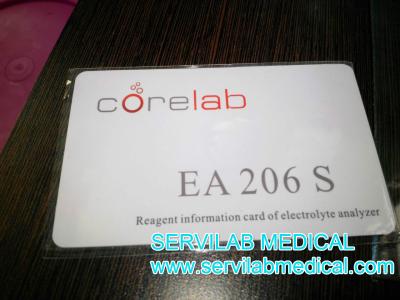 corelab
EA 206 S
Reagent information card of electrolyte analyzer
SERVILAB MEDICAL
www.servilabmedical.com